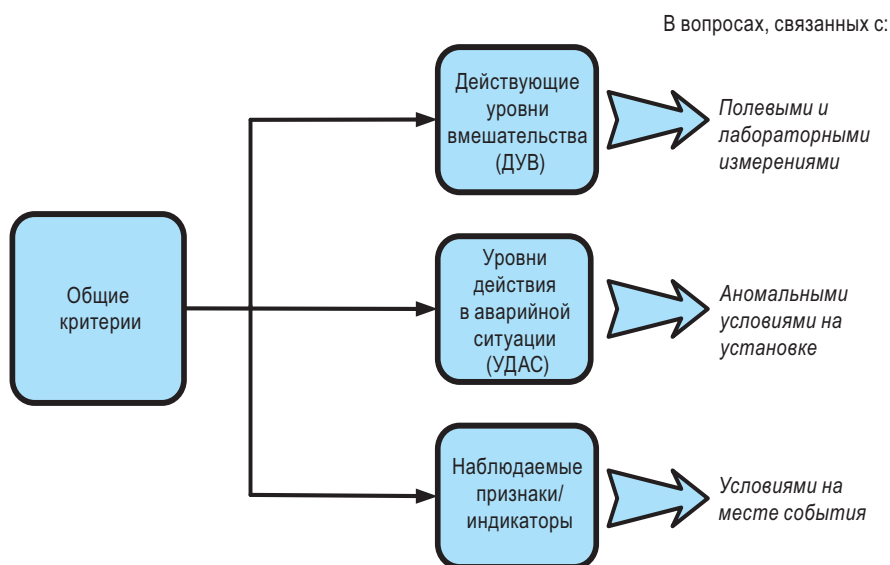 В вопросах, связанных с:
Действующие
уровни
вмешательства
(ДУВ)
Полевыми и
лабораторными
измерениями
Общие
критерии
Уровни
действия
в аварийной
ситуации
(УДАС)
Аномальными
условиями на
установке
Наблюдаемые
признаки/
индикаторы
Условиями на
месте события